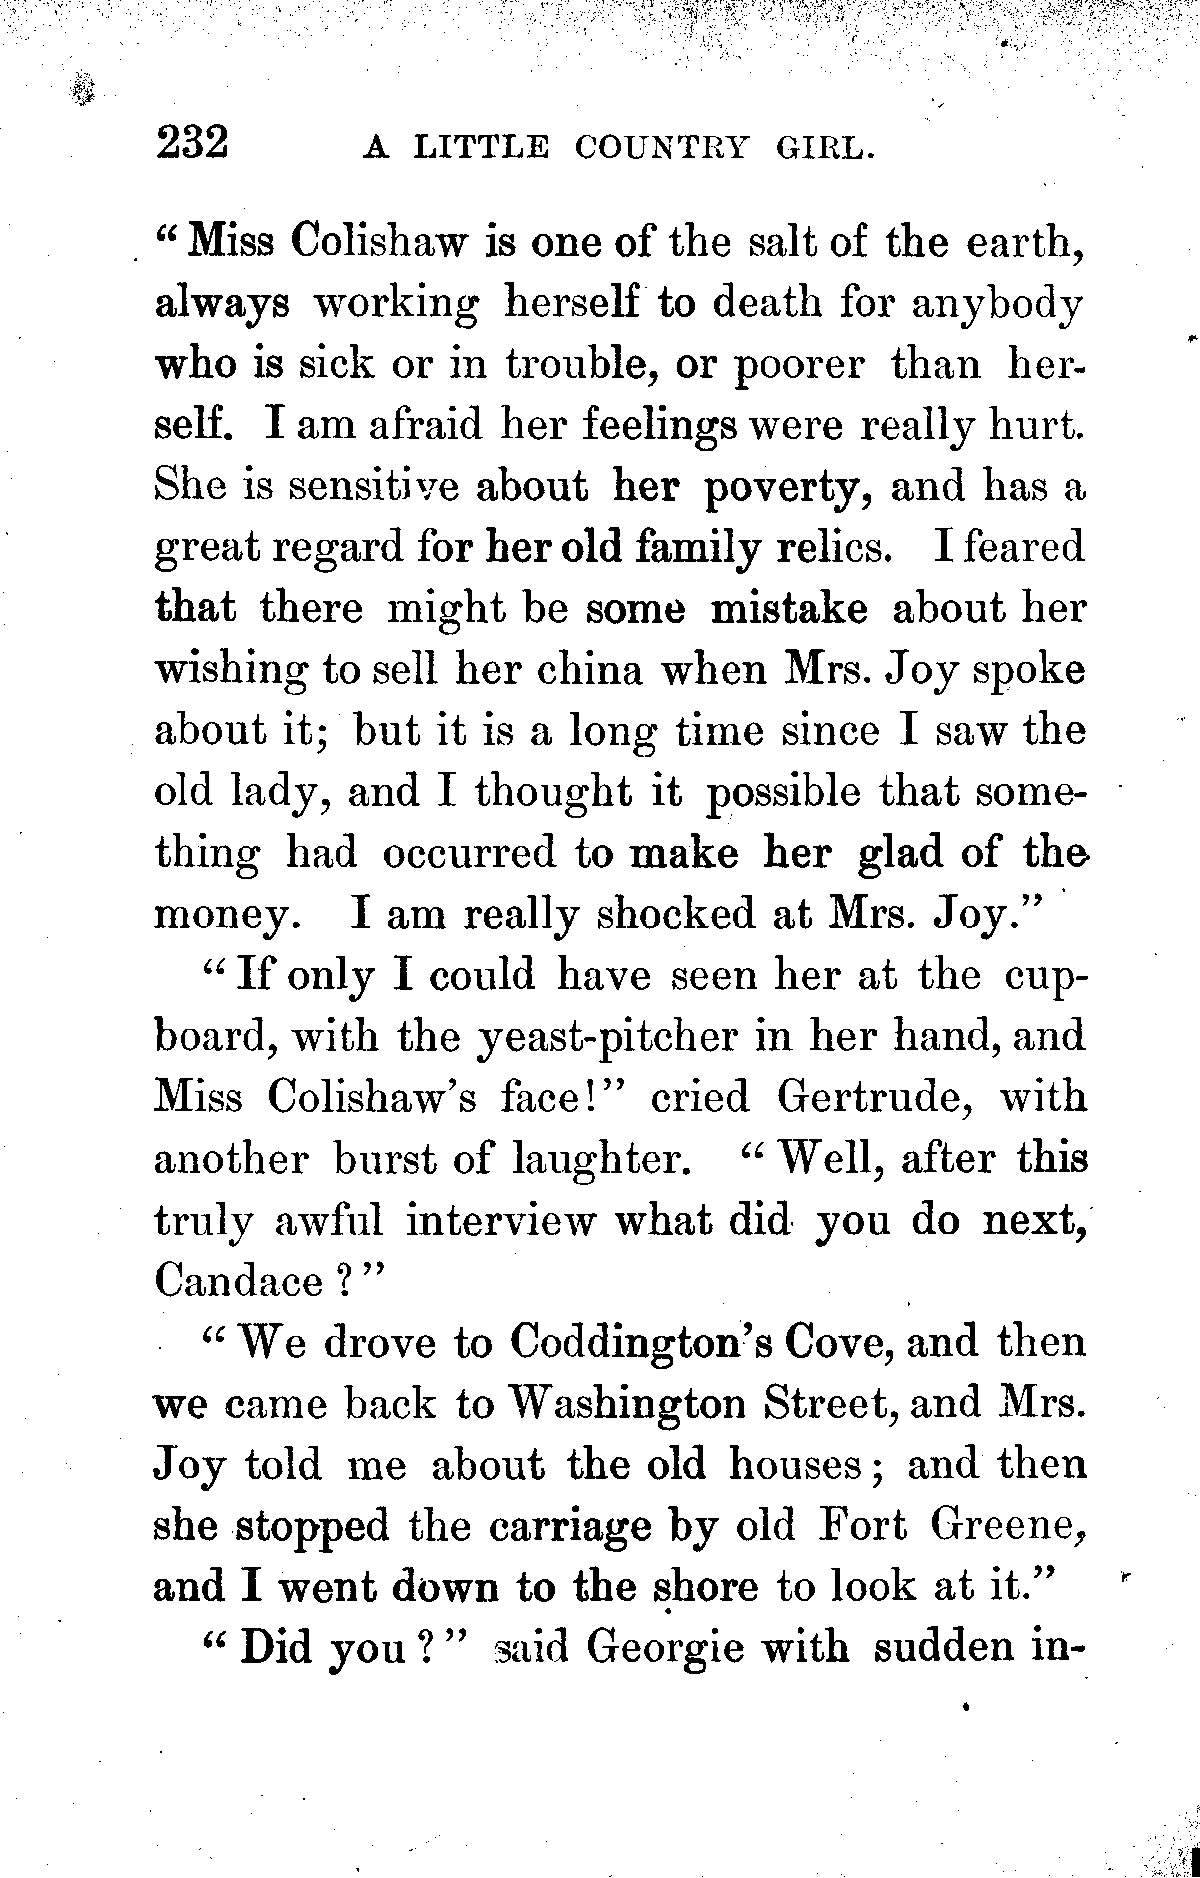 232 A LITTLE COUNTRY GIRL.
“Miss Colishaw is one of the salt of the earth,
always working herself to death for anybody
who is sick or in trouble, or poorer than her-
self. I am afraid her feelings were really hurt.
She is sensitive about her poverty, and has a
great regard for her old family relics. I feared
that there might be some mistake about her
wishing to sell her china when Mrs. Joy spoke
about it; but it is a long time since I saw the
old lady, and I thought it possible that some-
thing had occurred to make her glad of the
money. I am really shocked at Mrs. Joy.”
“If only I could have seen her at the cup-
board, with the yeast-pitcher in her hand, and
Miss Colishaw’s face!” cried Gertrude, with
another burst of laughter. “Well, after this
truly awful interview what did you do next,
Candace?”
“We drove to Coddington’s Cove, and then
we came back to Washington Street, and Mrs.
Joy told me about the old houses; and then
she stopped the carriage by old Fort Greene,
and I went down to the shore to look at it.”
“Did you?” said Georgie with sudden in-